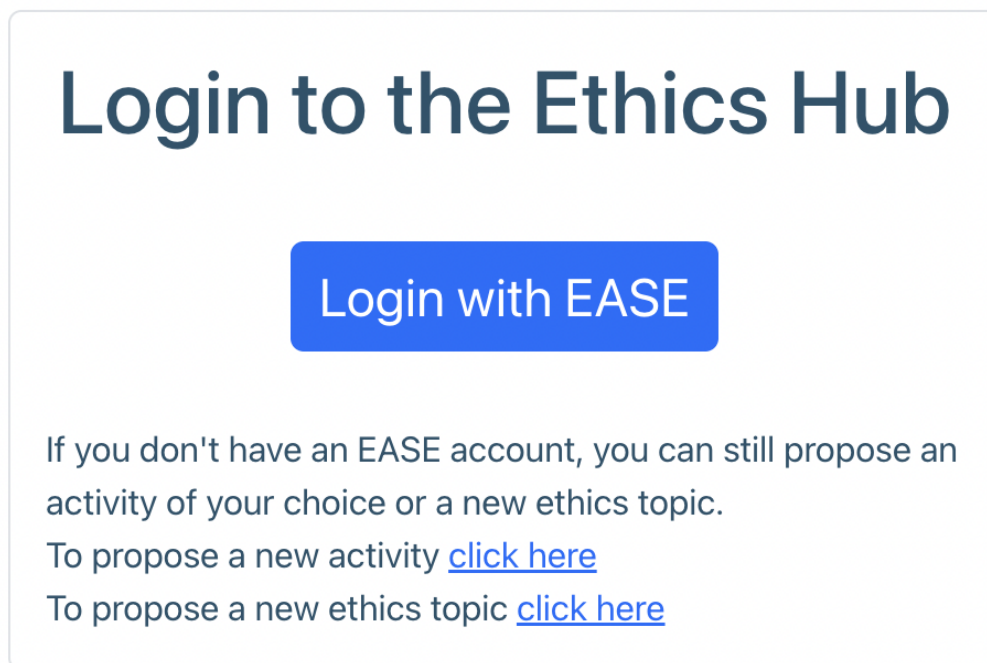 Login to the Ethics Hub
Login with EASE
If you don't have an EASE account, you can still propose an
activity of your choice or a new ethics topic.
To propose a new activity click here
To propose a new ethics topic click here